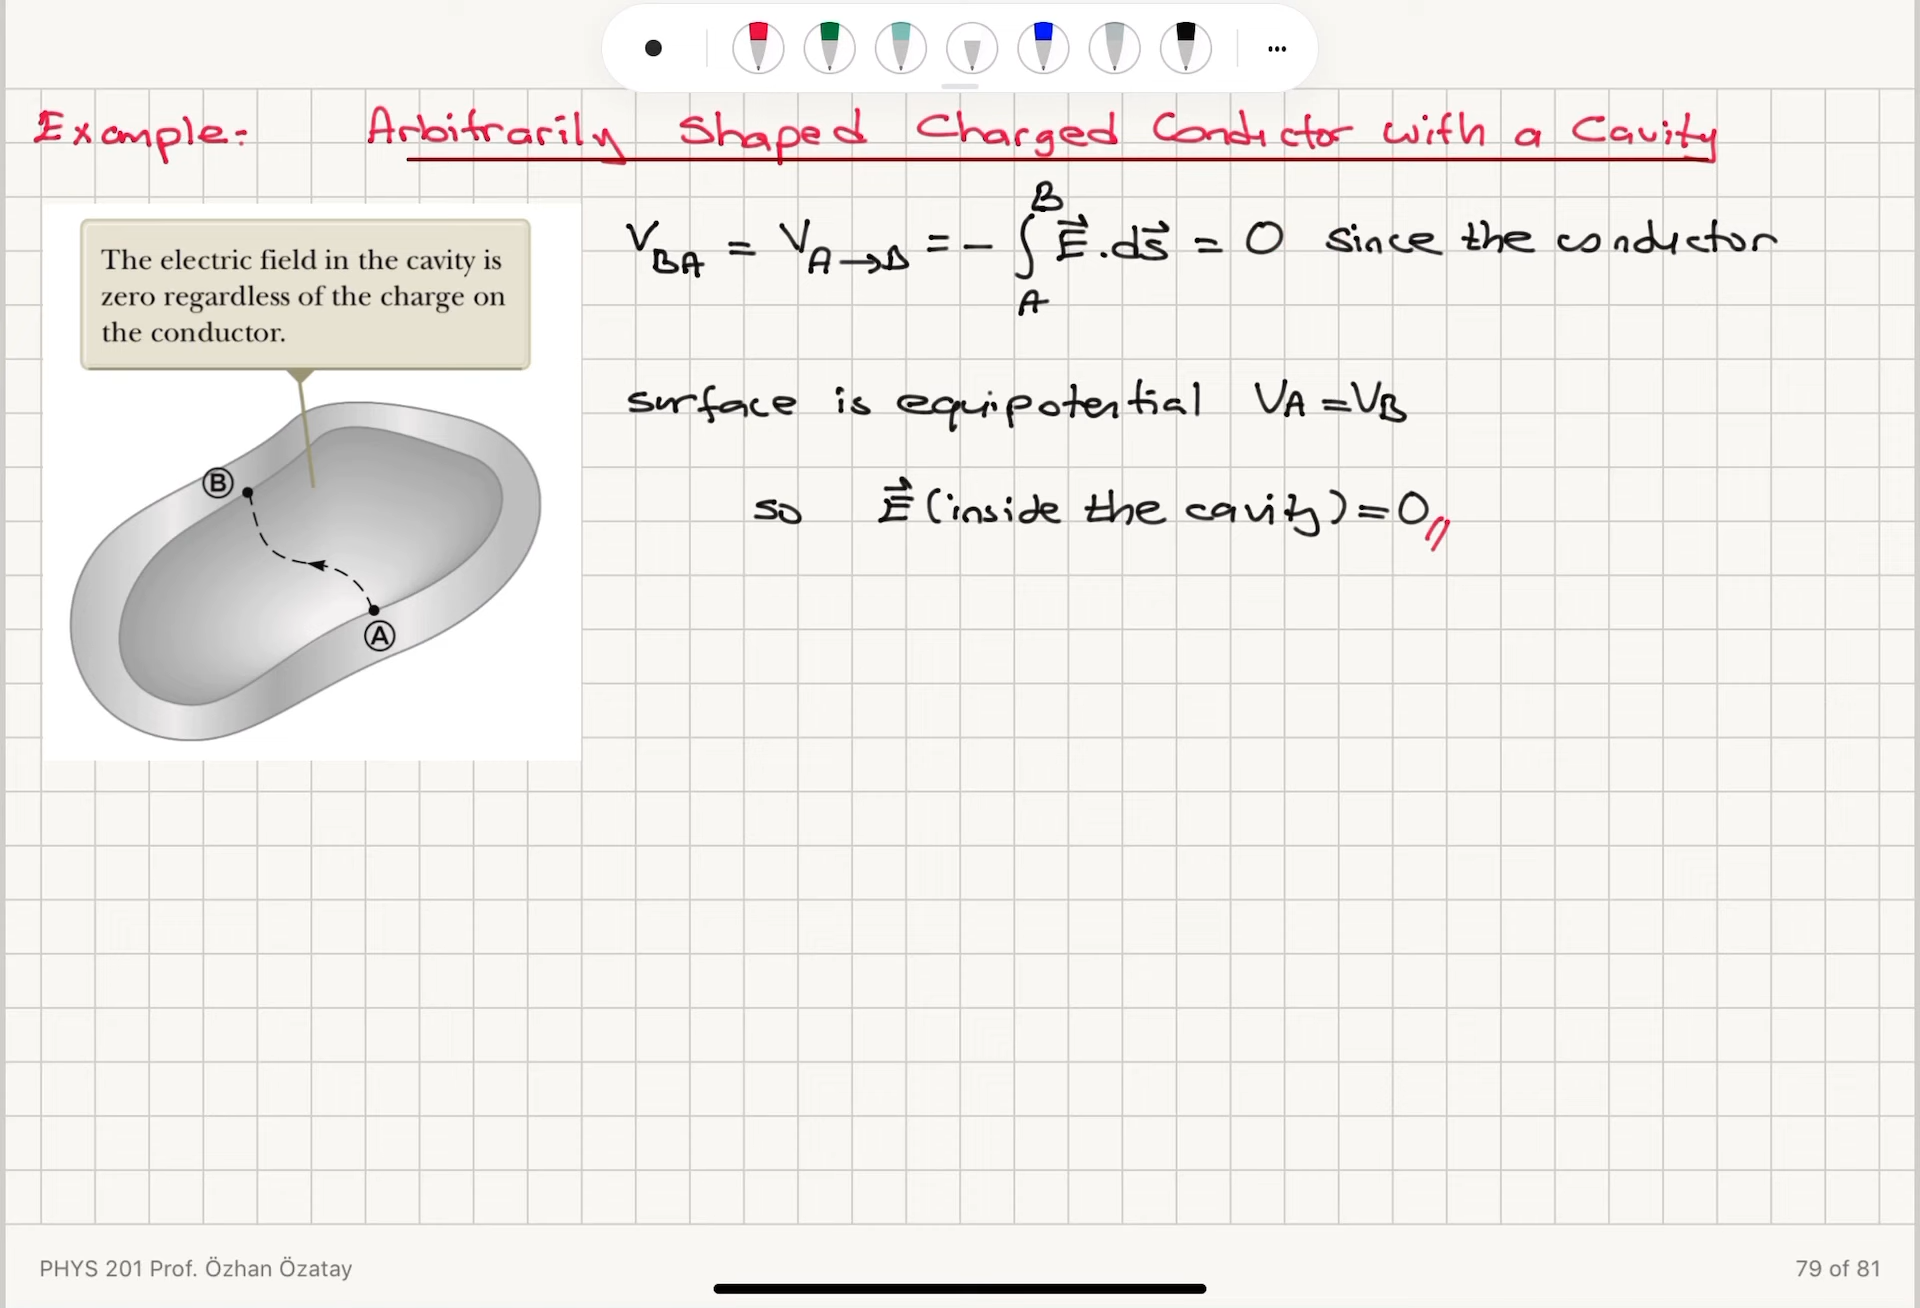 Example: Arbitrarily Shaped Charged Conductor with a Cavity
The electric field in the cavity is
zero regardless of the charge on
the conductor.
V_BA = V_A→B = - ∫_A^B E⃗ . ds⃗ = 0 since the conductor
surface is equipotential V_A = V_B
so E⃗ (inside the cavity) = 0 //
B
A
PHYS 201 Prof. Özhan Özatay
79 of 81